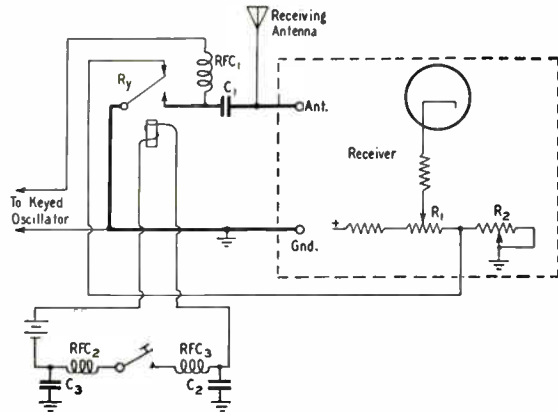 Receiving
Antenna
RFC1
Ry
C1
Ant.
Receiver
To Keyed
Oscillator
+
R1
R2
Gnd.
RFC2
RFC3
C3
C2